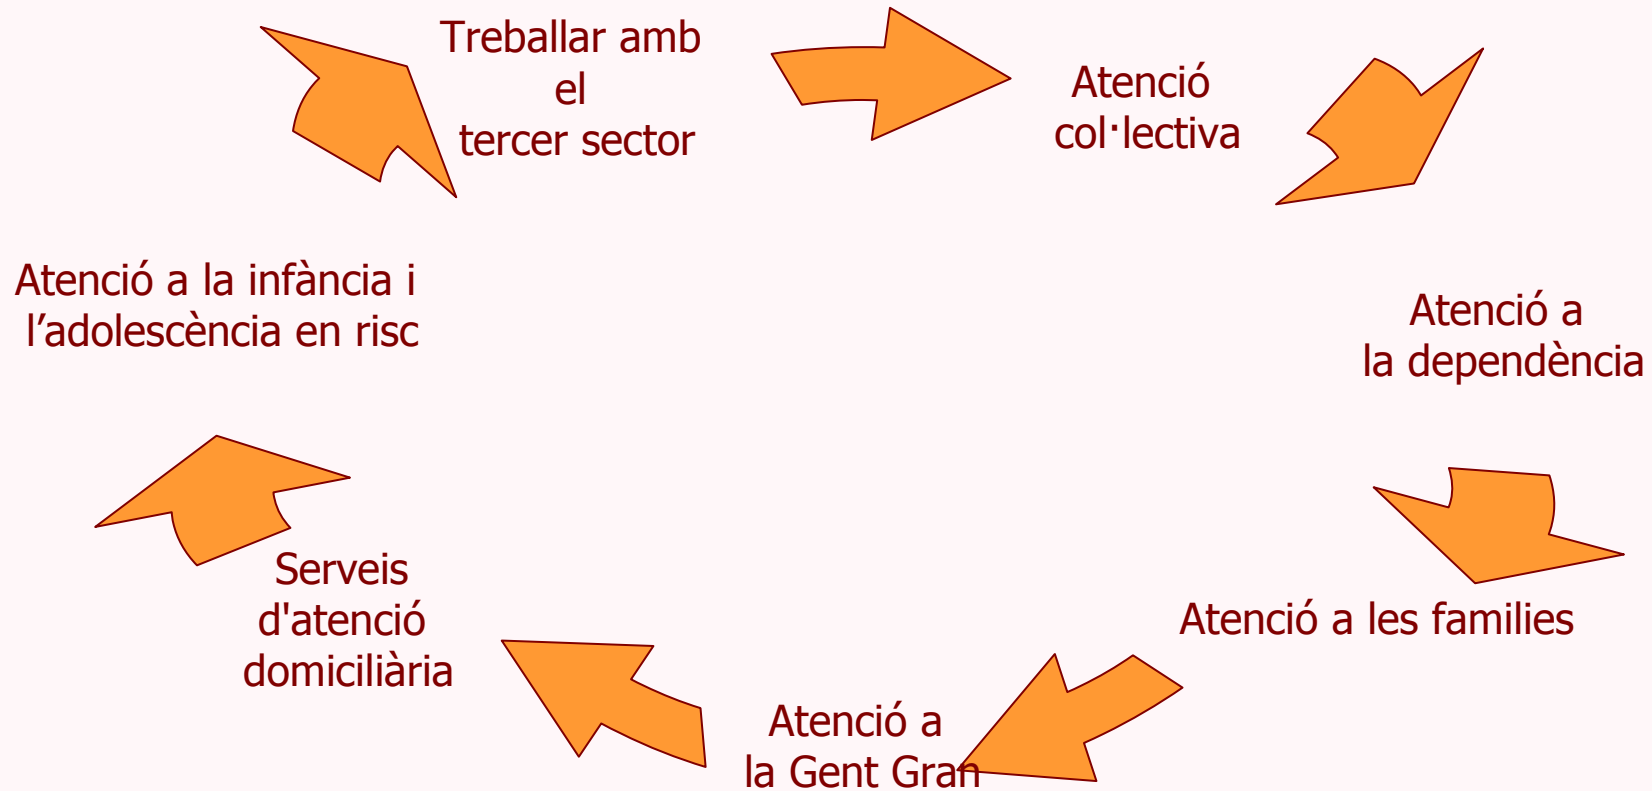 Treballar amb
el
tercer sector
Atenció
col·lectiva
Atenció a
la dependència
Atenció a les families
Atenció a
la Gent Gran
Serveis
d'atenció
domiciliària
Atenció a la infància i
l’adolescència en risc